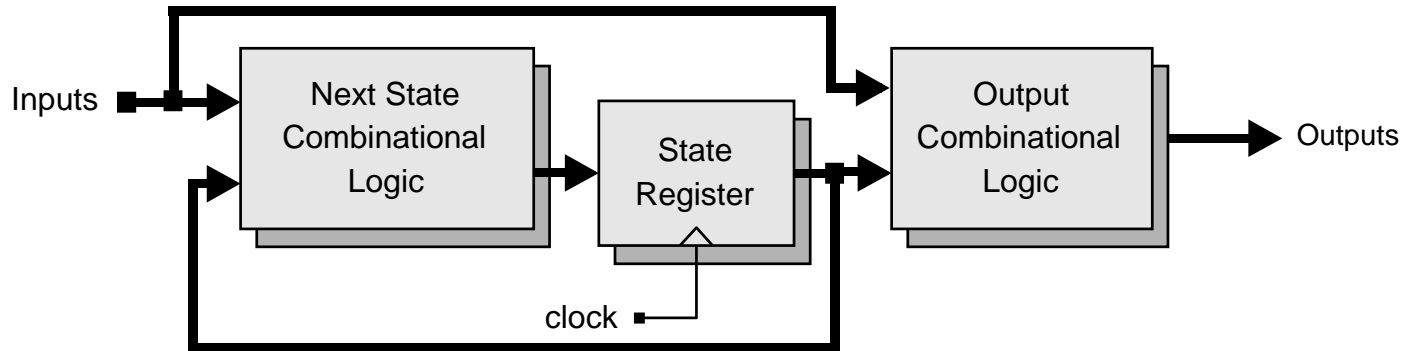 Inputs
Next State
Combinational
Logic
State
Register
clock
Output
Combinational
Logic
Outputs